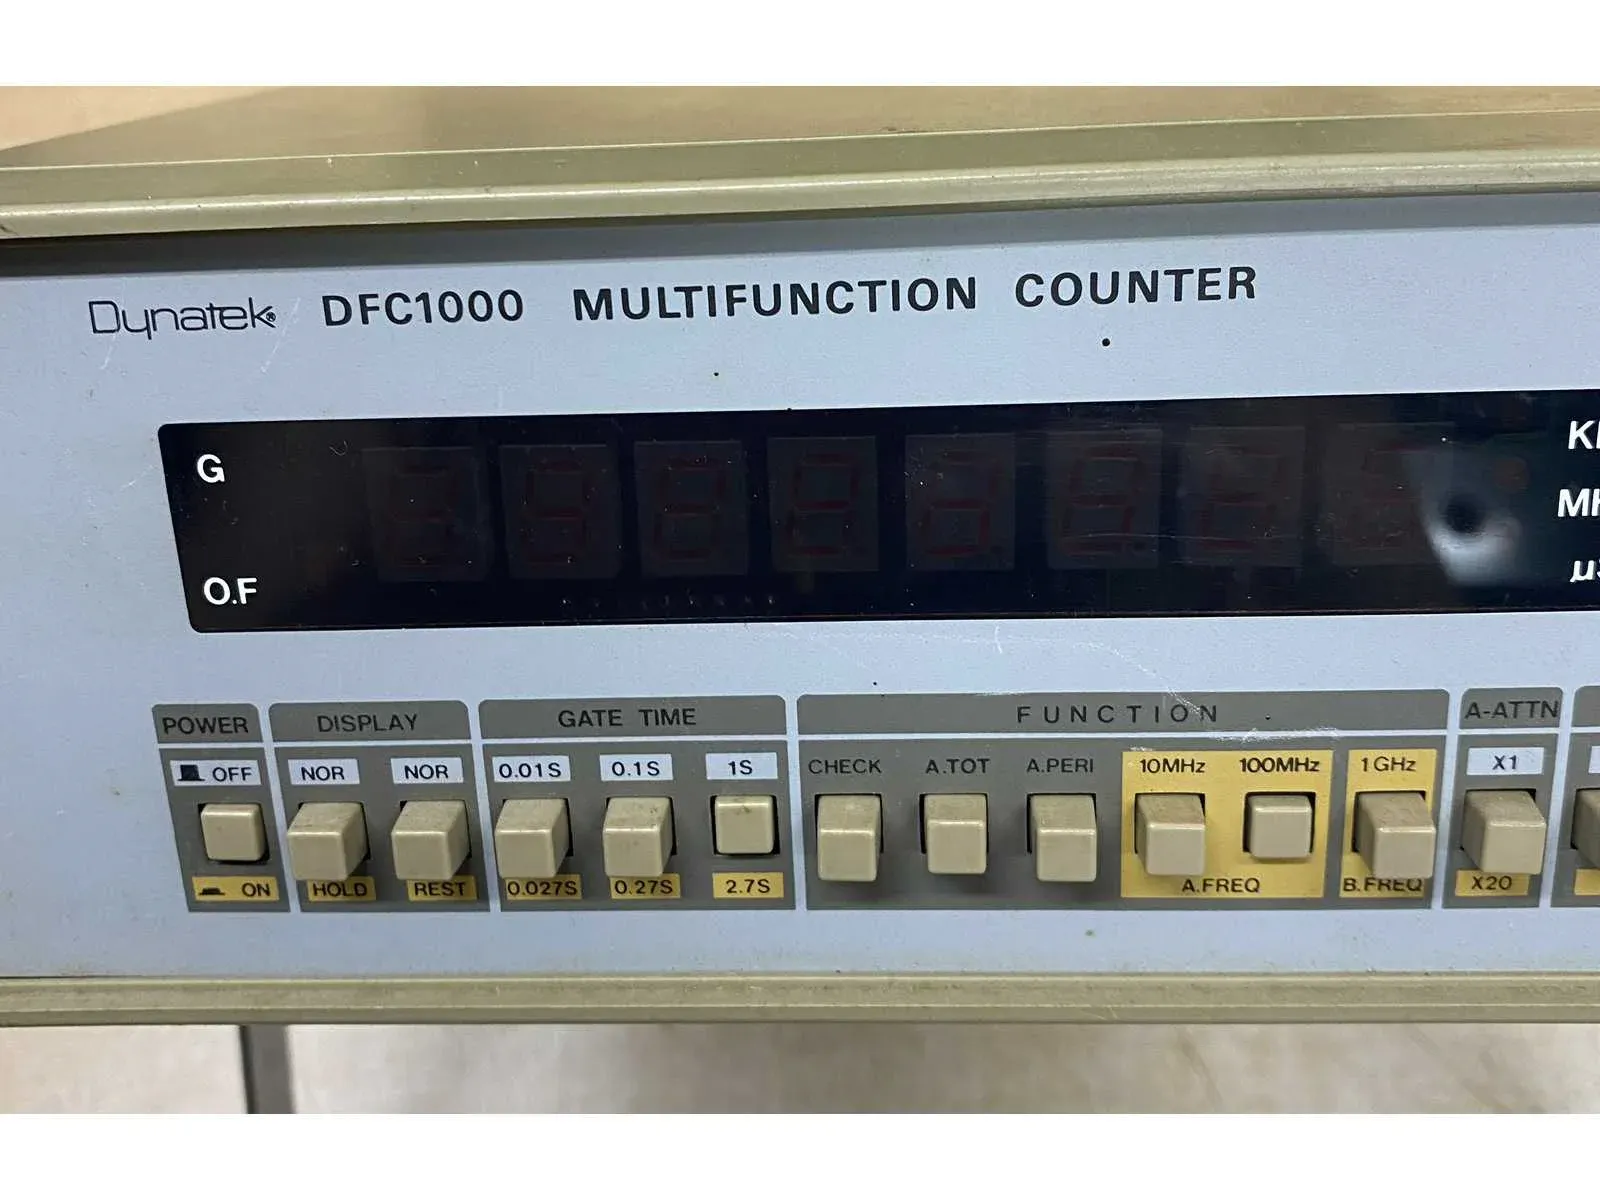 Dynatek® DFC1000 MULTIFUNCTION COUNTER
G
O.F
POWER DISPLAY GATE TIME FUNCTION A-ATTN
OFF NOR NOR 0.01S 0.1S 1S CHECK A.TOT A.PERI 10MHz 100MHz 1GHz X1
ON HOLD REST 0.027S 0.27S 2.7S A.FREQ B.FREQ X20